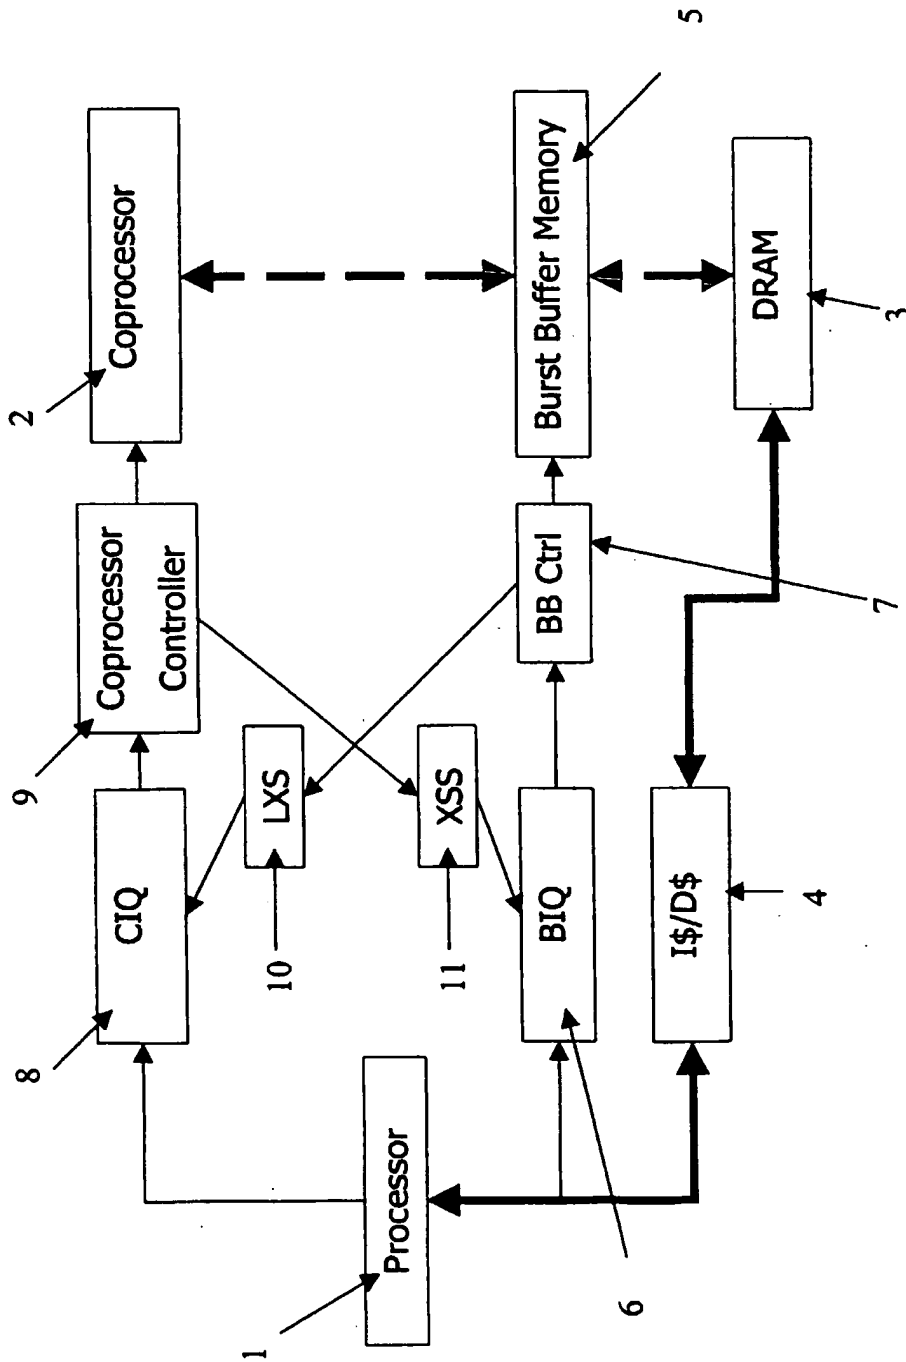 2
Coprocessor
9
Coprocessor
Controller
8
CIQ
10
LXS
11
XSS
1
Processor
5
Burst Buffer Memory
BB Ctrl
7
BIQ
6
DRAM
3
I$/D$
4